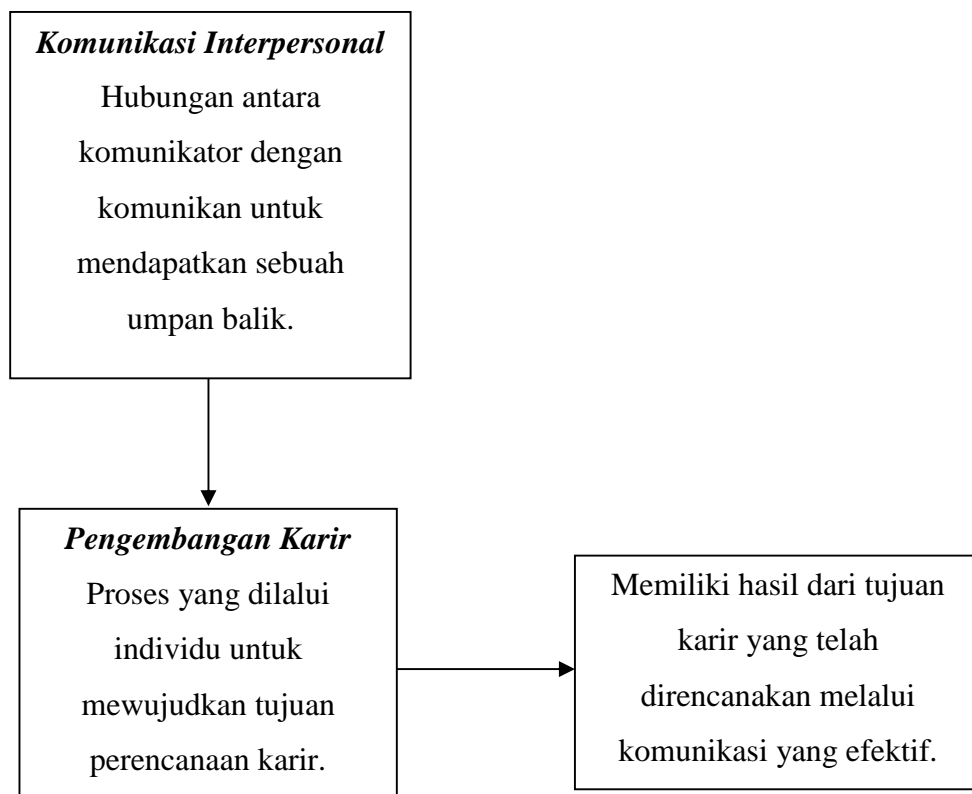 Komunikasi Interpersonal
Hubungan antara
komunikator dengan
komunikan untuk
mendapatkan sebuah
umpan balik.
Pengembangan Karir
Proses yang dilalui
individu untuk
mewujudkan tujuan
perencanaan karir.
Memiliki hasil dari tujuan
karir yang telah
direncanakan melalui
komunikasi yang efektif.